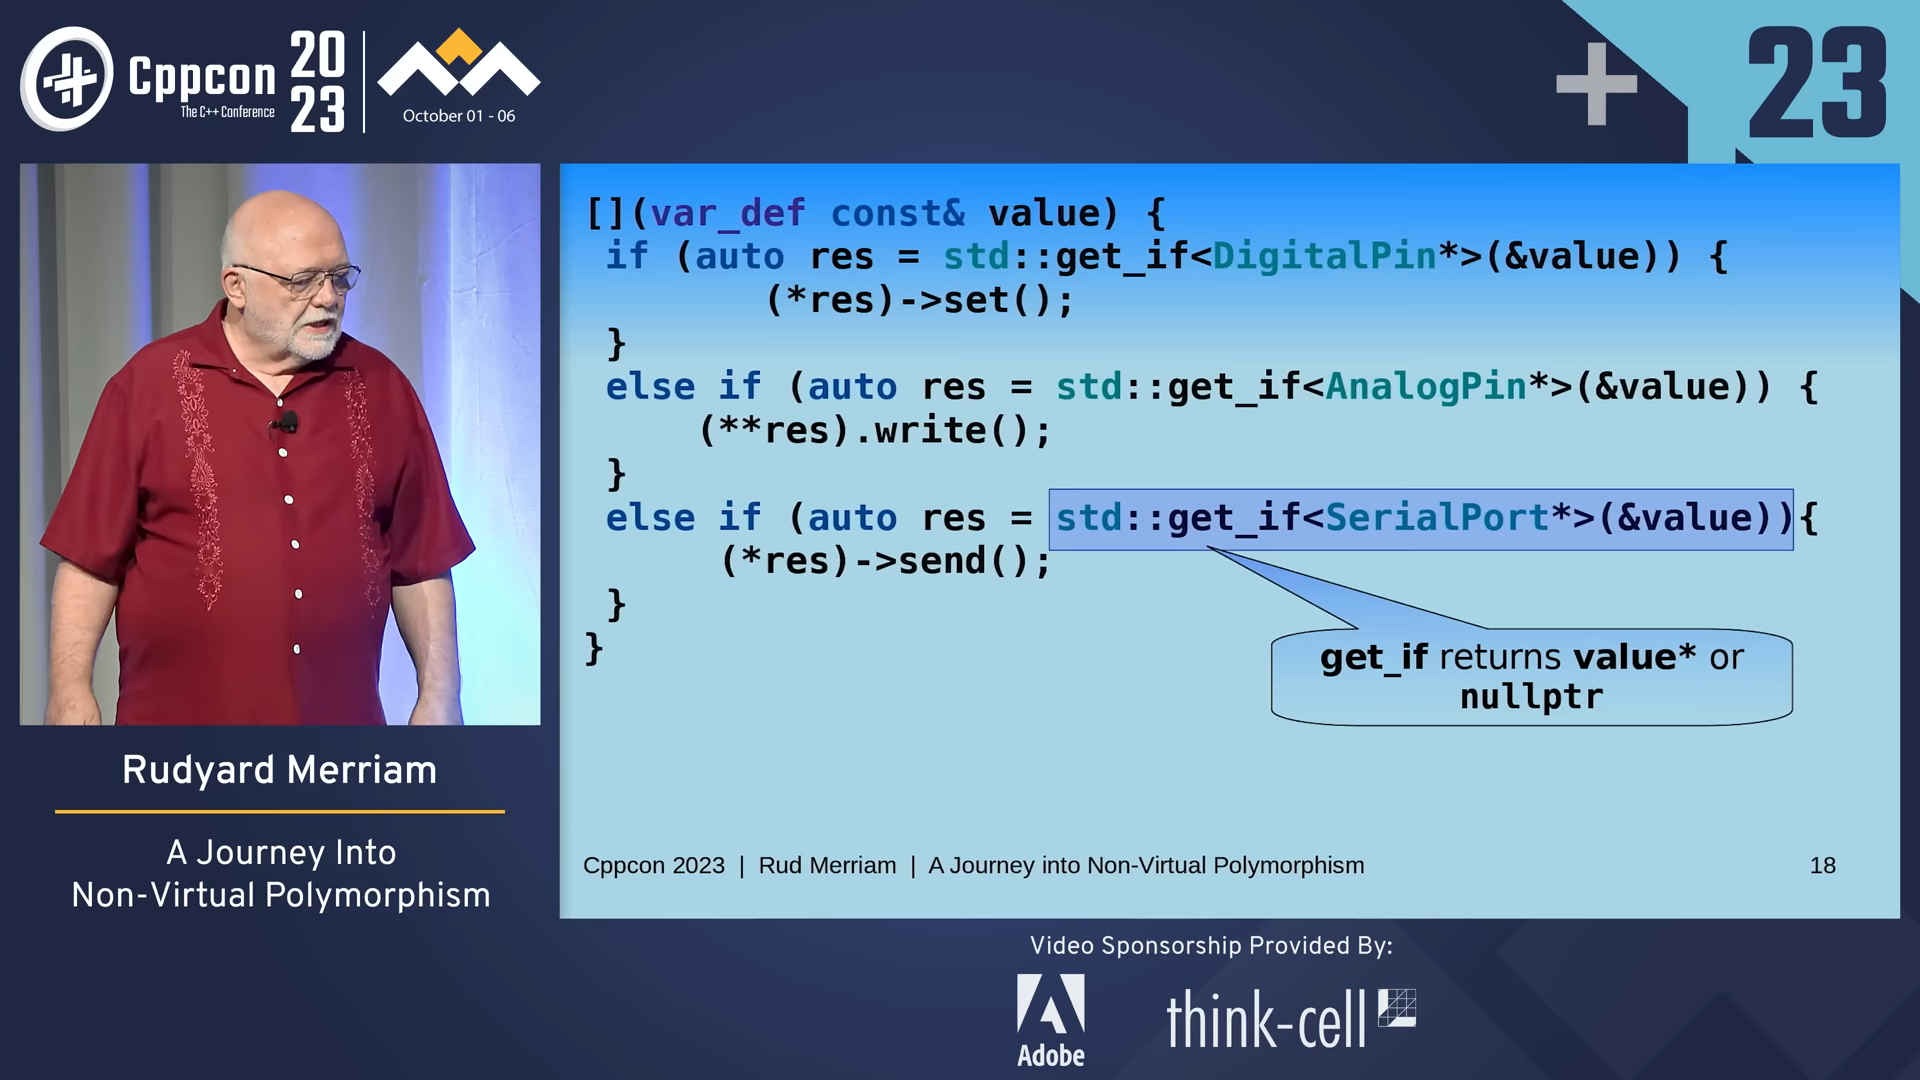 Cppcon
The C++ Conference
20
23
October 01 - 06
23
[](var_def const& value) {
if (auto res = std::get_if<DigitalPin*>(&value)) {
(*res)->set();
}
else if (auto res = std::get_if<AnalogPin*>(&value)) {
(**res).write();
}
else if (auto res = std::get_if<SerialPort*>(&value)){
(*res)->send();
}
}
get_if returns value* or
nullptr
Cppcon 2023 | Rud Merriam | A Journey into Non-Virtual Polymorphism
18
Rudyard Merriam
A Journey Into
Non-Virtual Polymorphism
Video Sponsorship Provided By:
Adobe
think-cell